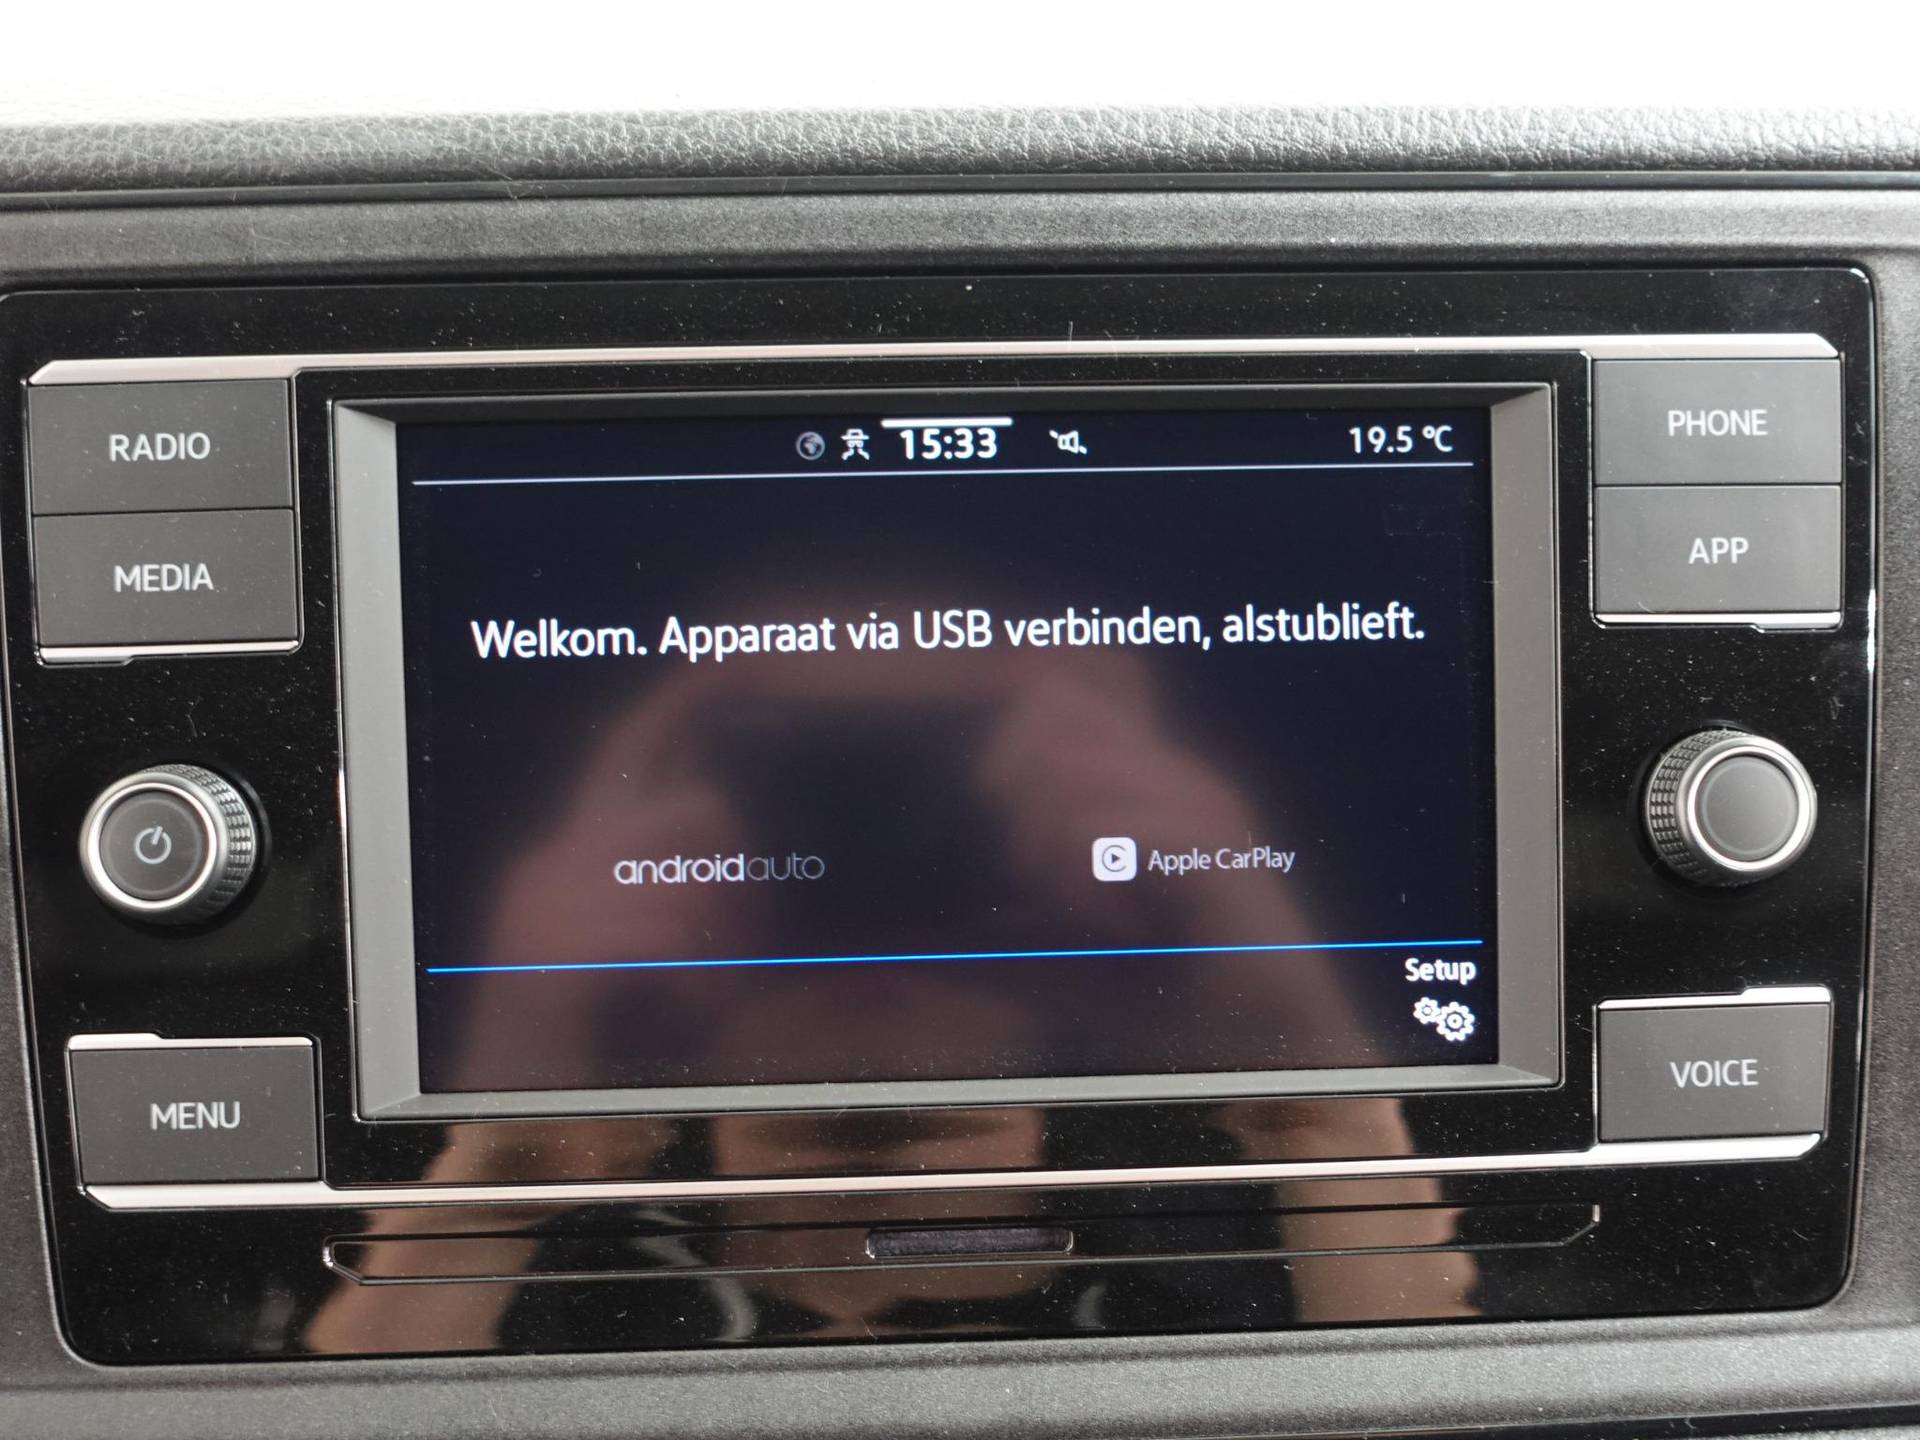 15:33
19.5 °C
RADIO
PHONE
MEDIA
APP
Welkom. Apparaat via USB verbinden, alstublieft.
androidauto
Apple CarPlay
Setup
MENU
VOICE